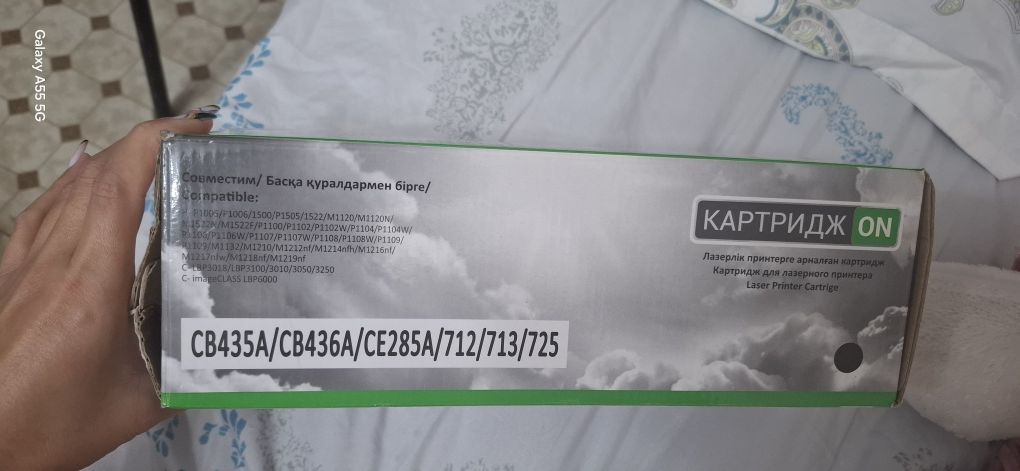 Galaxy A55 5G
Совместим/ Басқа құралдармен бірге/
Compatible:
H- P1005/P1006/1500/P1505/1522/M1120/M1120N/
M1522N/M1522F/P1100/P1102/P1102W/P1104/P1104W/
P1106/P1106W/P1107/P1107W/P1108/P1108W/P1109/
P1109/M1132/M1210/M1212nf/M1214nfh/M1216nf/
M1217nfw/M1218nf/M1219nf
C- LBP3018/LBP3100/3010/3050/3250
C- imageCLASS LBP6000
CB435A/CB436A/CE285A/712/713/725
КАРТРИДЖ ON
Лазерлік принтерге арналған картридж
Картридж для лазерного принтера
Laser Printer Cartrige